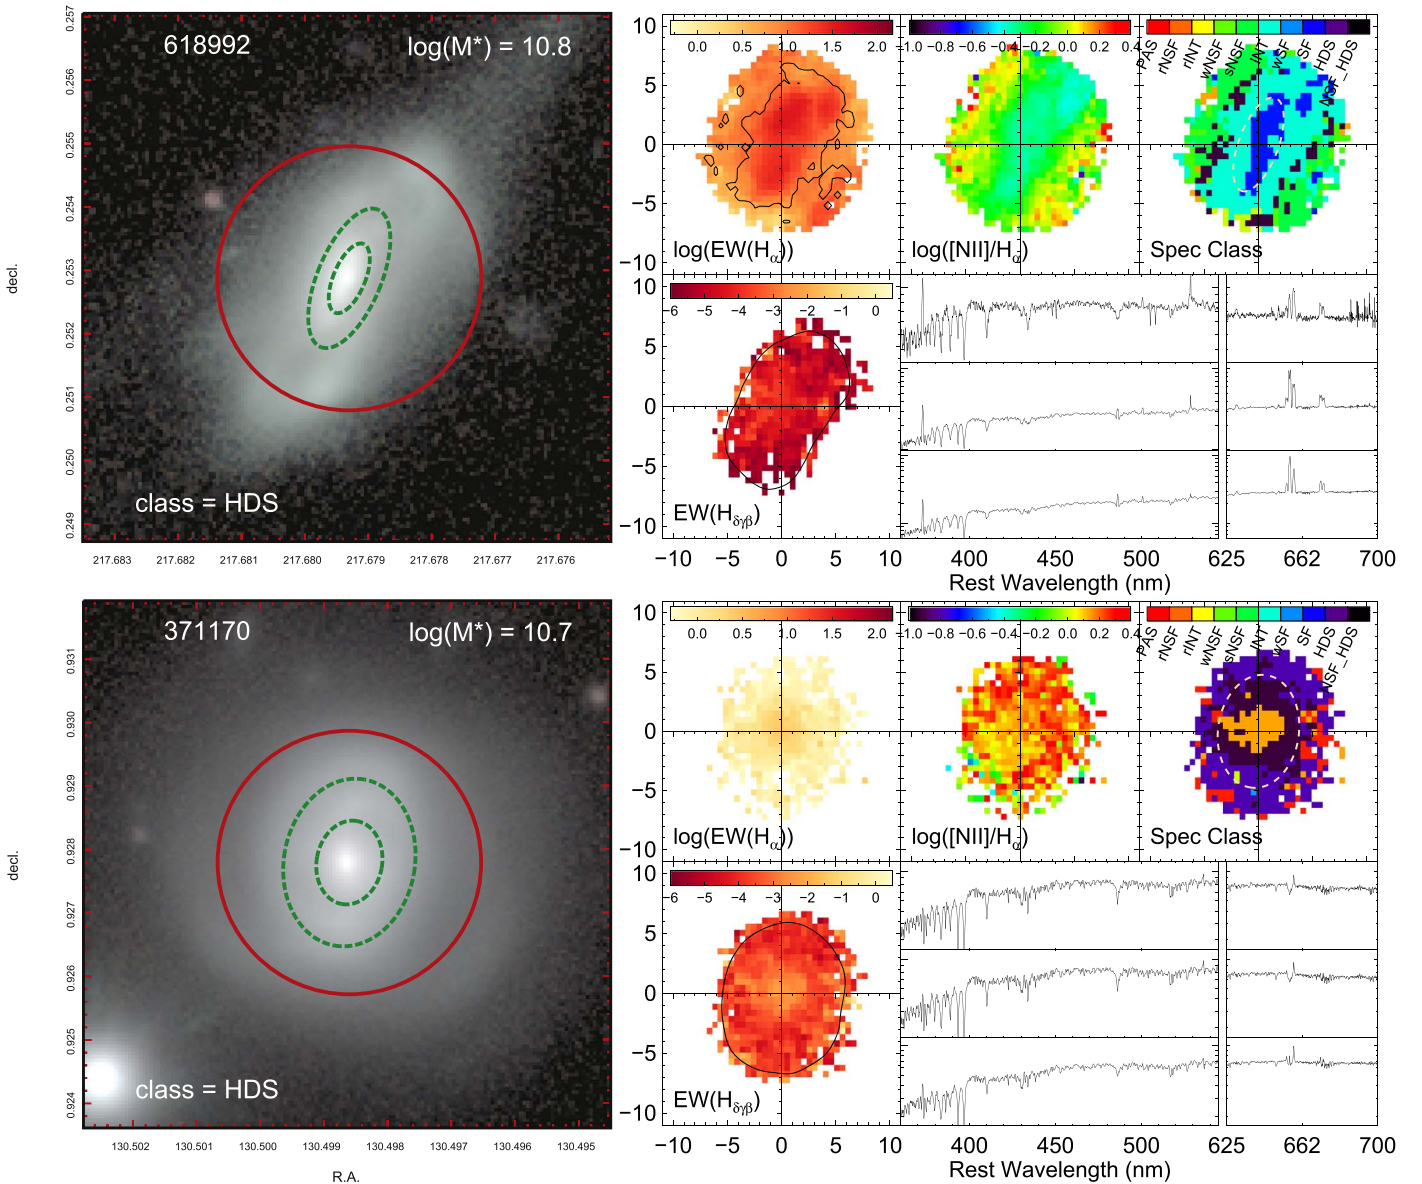 618992
log(M*) = 10.8
class = HDS
decl.
0.257
0.256
0.255
0.254
0.253
0.252
0.251
0.250
0.249
217.683 217.682 217.681 217.680 217.679 217.678 217.677 217.676
10
5
0
−5
−10
0.0 0.5 1.0 1.5 2.0
log(EW(Hα))
−1.0 −0.8 −0.6 −0.4 −0.2 −0.0 0.2 0.4
log([NII]/Hα)
PAS rNSF rINT wNSF sNSF INT wSF SF HDS NSF_HDS
Spec Class
10
5
0
−5
−10
−6 −5 −4 −3 −2 −1 0
EW(Hδγβ)
−10 −5 0 5 10
400 450 500 625 662 700
Rest Wavelength (nm)
371170
log(M*) = 10.7
class = HDS
decl.
0.931
0.930
0.929
0.928
0.927
0.926
0.925
0.924
130.502 130.501 130.500 130.499 130.498 130.497 130.496 130.495
R.A.
10
5
0
−5
−10
0.0 0.5 1.0 1.5 2.0
log(EW(Hα))
−1.0 −0.8 −0.6 −0.4 −0.2 −0.0 0.2 0.4
log([NII]/Hα)
PAS rNSF rINT wNSF sNSF INT wSF SF HDS NSF_HDS
Spec Class
10
5
0
−5
−10
−6 −5 −4 −3 −2 −1 0
EW(Hδγβ)
−10 −5 0 5 10
400 450 500 625 662 700
Rest Wavelength (nm)